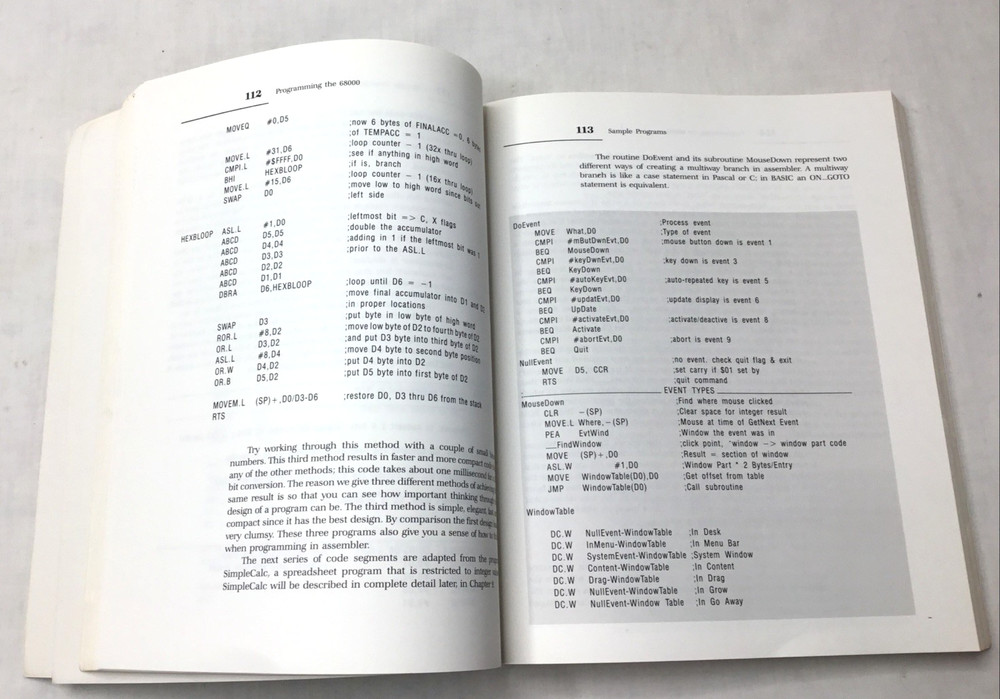 112 Programming the 68000
MOVEQ #0,D5 ;now 6 bytes of FINALACC =0, 6 bytes
;of TEMPACC = 1
MOVE.L #31,D6 ;loop counter - 1 (32x thru loop)
CMPI.L #$FFFF,D0 ;see if anything in high word
BHI HEXBLOOP ;if is, branch
MOVE.L #15,D6 ;loop counter - 1 (16x thru loop)
SWAP D0 ;move low to high word since bits
;left side
;leftmost bit => C, X flags
HEXBLOOP ASL.L #1,D0 ;double the accumulator
ABCD D5,D5 ;adding in 1 if the leftmost bit was 1
ABCD D4,D4 ;prior to the ASL.L
ABCD D3,D3
ABCD D2,D2
ABCD D1,D1
DBRA D6,HEXBLOOP ;loop until D6 = -1
;move final accumulator into D1 and
;in proper locations
;put byte in low byte of high word
SWAP D3 ;move low byte of D2 to fourth byte of D2
ROR.L #8,D2 ;and put D3 byte into third byte of D2
OR.L D3,D2 ;move D4 byte to second byte position
ASL.L #8,D4 ;put D4 byte into D2
OR.W D4,D2 ;put D5 byte into first byte of D2
OR.B D5,D2
MOVEM.L (SP)+,D0/D3-D6 ;restore D0, D3 thru D6 from the stack
RTS
Try working through this method with a couple of small
numbers. This third method results in faster and more compact
any of the other methods; this code takes about one millisecond
bit conversion. The reason we give three different methods of
same result is so that you can see how important thinking
design of a program can be. The third method is simple, elegant,
compact since it has the best design. By comparison the first
very clumsy. These three programs also give you a sense of how
when programming in assembler.
The next series of code segments are adapted from the
SimpleCalc, a spreadsheet program that is restricted to integer
SimpleCalc will be described in complete detail later, in Chapter
113 Sample Programs
The routine DoEvent and its subroutine MouseDown represent two
different ways of creating a multiway branch in assembler. A multiway
branch is like a case statement in Pascal or C; in BASIC an ON...GOTO
statement is equivalent.
DoEvent ;Process event
MOVE What,D0 ;Type of event
CMPI #mButDwnEvt,D0 ;mouse button down is event 1
BEQ MouseDown
CMPI #keyDwnEvt,D0 ;key down is event 3
BEQ KeyDown
CMPI #autoKeyEvt,D0 ;auto-repeated key is event 5
BEQ KeyDown
CMPI #updatEvt,D0 ;update display is event 6
BEQ UpDate
CMPI #activateEvt,D0 ;activate/deactive is event 8
BEQ Activate
CMPI #abortEvt,D0 ;abort is event 9
BEQ Quit
NullEvent ;no event. check quit flag & exit
MOVE D5, CCR ;set carry if $01 set by
RTS ;quit command
EVENT TYPES
MouseDown ;Find where mouse clicked
CLR -(SP) ;Clear space for integer result
MOVE.L Where,-(SP) ;Mouse at time of GetNext Event
PEA EvtWind ;Window the event was in
__FindWindow ;click point, ^window -> window part code
MOVE (SP)+,D0 ;Result = section of window
ASL.W #1,D0 ;Window Part * 2 Bytes/Entry
MOVE WindowTable(D0),D0 ;Get offset from table
JMP WindowTable(D0) ;Call subroutine
WindowTable
DC.W NullEvent-WindowTable ;In Desk
DC.W InMenu-WindowTable ;In Menu Bar
DC.W SystemEvent-WindowTable ;System Window
DC.W Content-WindowTable ;In Content
DC.W Drag-WindowTable ;In Drag
DC.W NullEvent-WindowTable ;In Grow
DC.W NullEvent-Window Table ;In Go Away